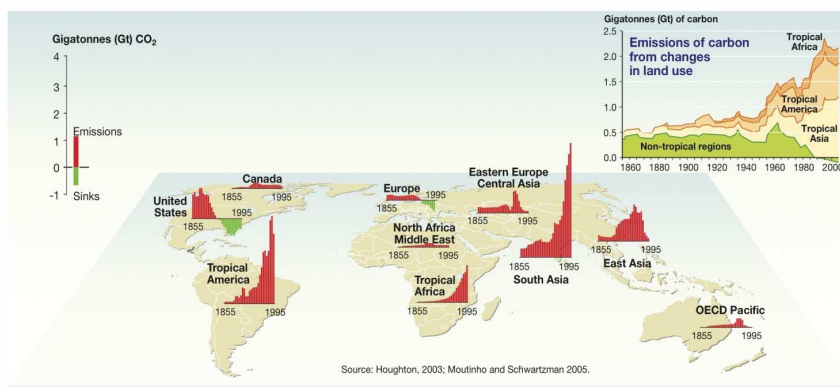 Gigatonnes (Gt) CO₂
4
3
2
1
0
-1
Emissions
Sinks
Gigatonnes (Gt) of carbon
2.5
2.0
1.5
1.0
0.5
0.0
Emissions of carbon
from changes
in land use
Tropical
Africa
Tropical
America
Tropical
Asia
Non-tropical regions
1860 1880 1900 1920 1940 1960 1980 2000
Canada
1855 1995
United
States
1855 1995
Europe
1855 1995
Eastern Europe
Central Asia
1855 1995
North Africa
Middle East
1855 1995
Tropical
America
1855 1995
Tropical
Africa
1855 1995
South Asia
1855 1995
East Asia
1855 1995
OECD Pacific
1855 1995
Source: Houghton, 2003; Moutinho and Schwartzman 2005.